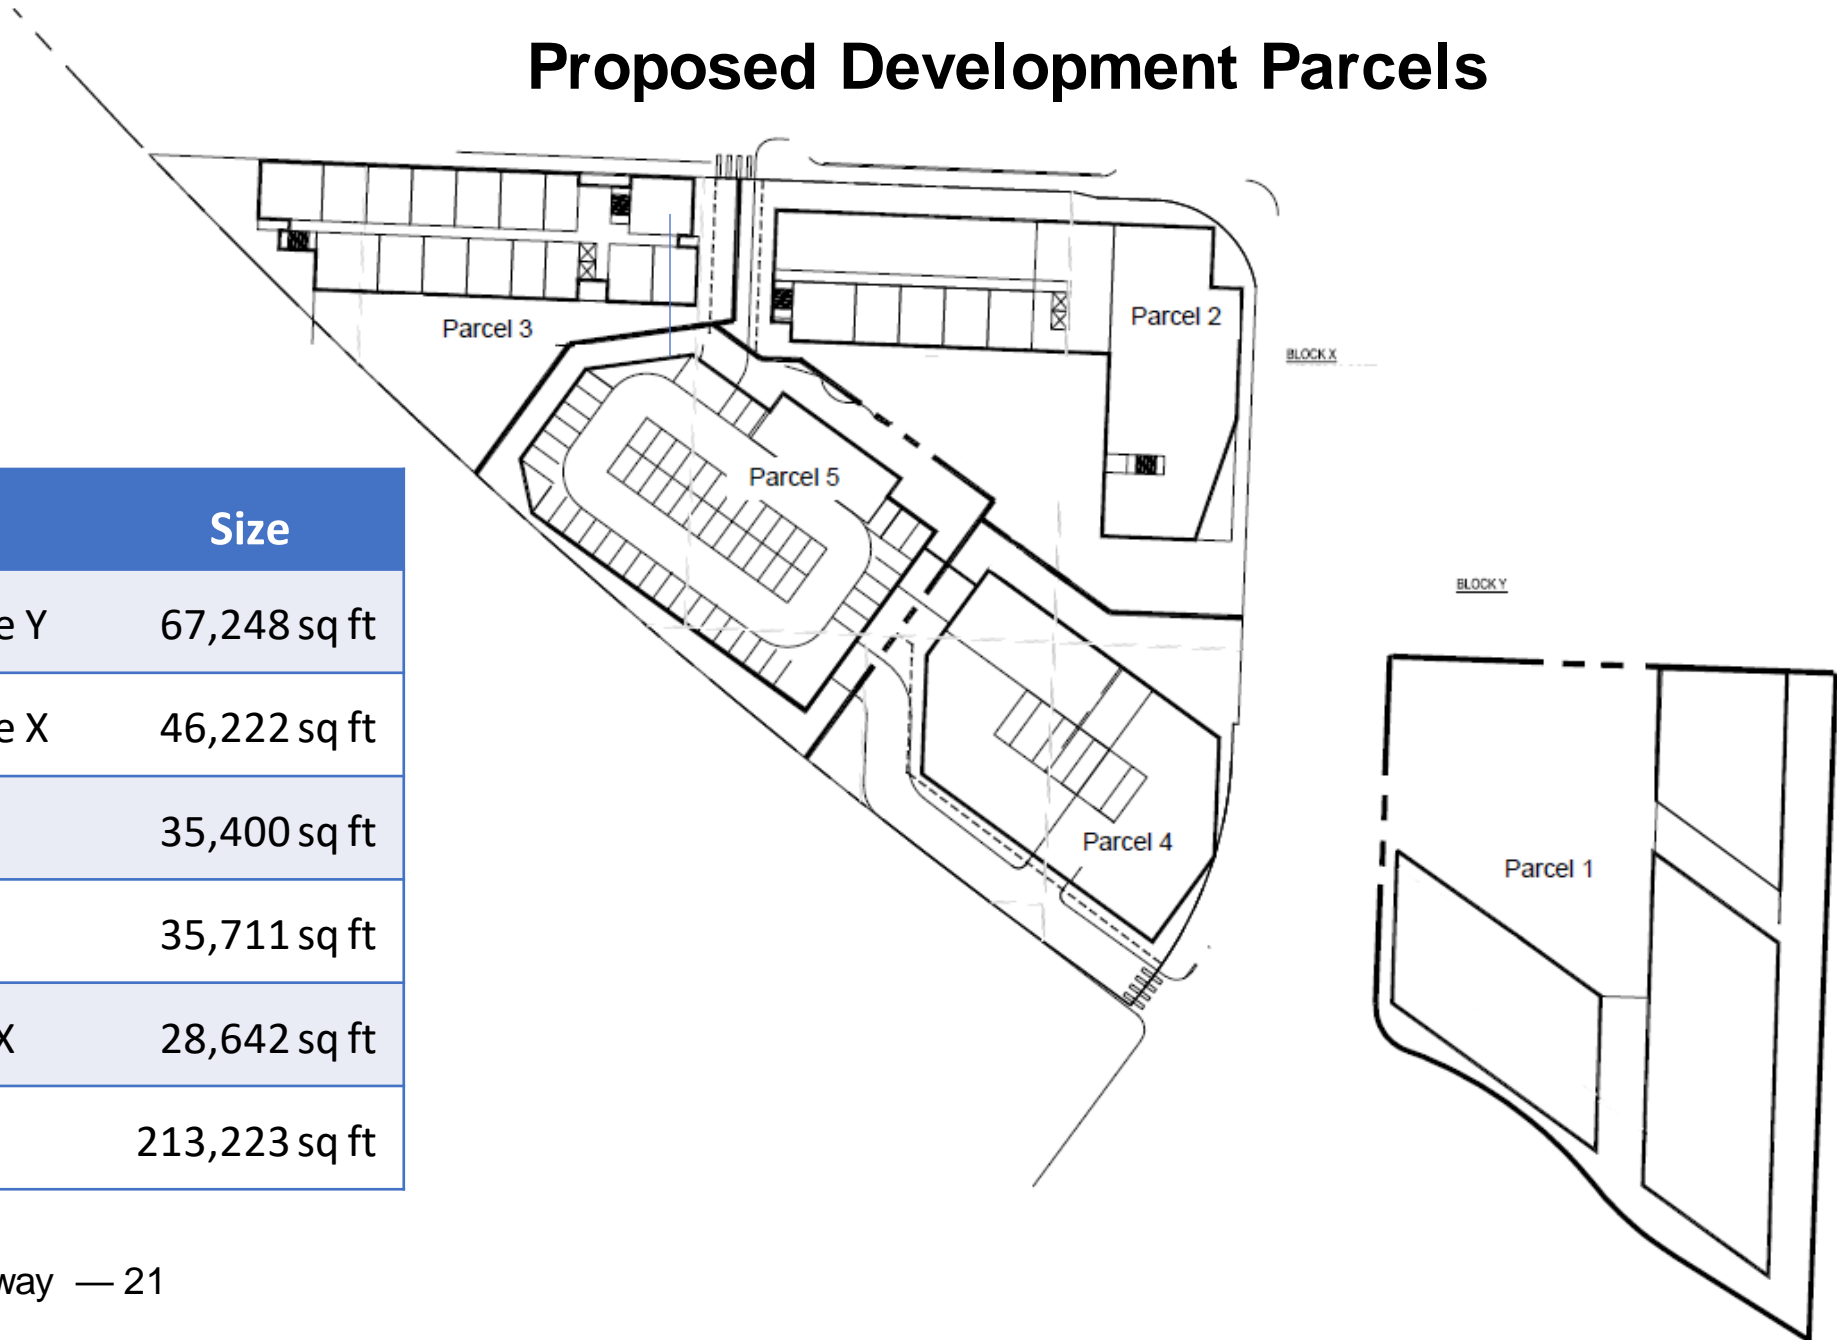 Proposed Development Parcels
Parcel 3
Parcel 2
BLOCK X
Parcel 5
BLOCK Y
Parcel 4
Parcel 1
Size
e Y 67,248 sq ft
e X 46,222 sq ft
35,400 sq ft
35,711 sq ft
X 28,642 sq ft
213,223 sq ft
way — 21